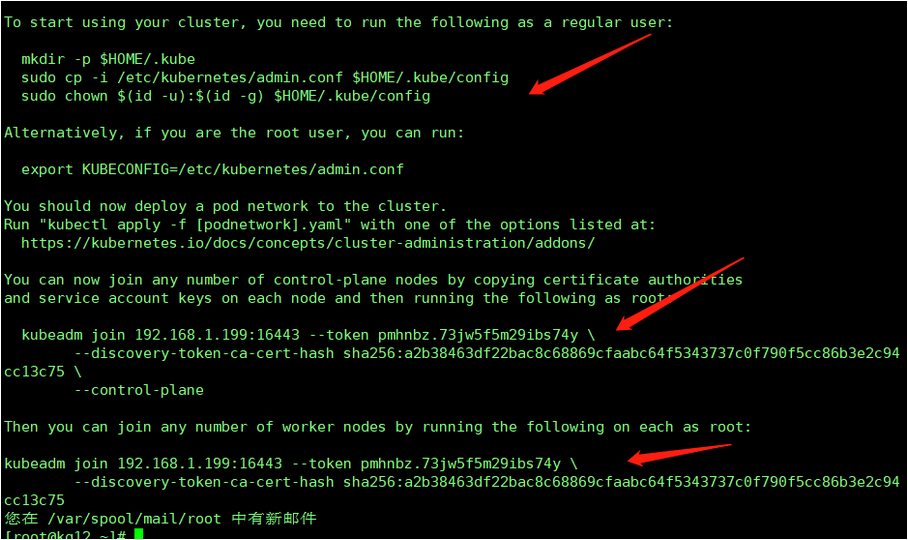 To start using your cluster, you need to run the following as a regular user:
mkdir -p $HOME/.kube
sudo cp -i /etc/kubernetes/admin.conf $HOME/.kube/config
sudo chown $(id -u):$(id -g) $HOME/.kube/config
Alternatively, if you are the root user, you can run:
export KUBECONFIG=/etc/kubernetes/admin.conf
You should now deploy a pod network to the cluster.
Run "kubectl apply -f [podnetwork].yaml" with one of the options listed at:
https://kubernetes.io/docs/concepts/cluster-administration/addons/
You can now join any number of control-plane nodes by copying certificate authorities
and service account keys on each node and then running the following as root:
kubeadm join 192.168.1.199:16443 --token pmhnbz.73jw5f5m29ibs74y \
--discovery-token-ca-cert-hash sha256:a2b38463df22bac8c68869cfaabc64f5343737c0f790f5cc86b3e2c94
cc13c75 \
--control-plane
Then you can join any number of worker nodes by running the following on each as root:
kubeadm join 192.168.1.199:16443 --token pmhnbz.73jw5f5m29ibs74y \
--discovery-token-ca-cert-hash sha256:a2b38463df22bac8c68869cfaabc64f5343737c0f790f5cc86b3e2c94
cc13c75
您在 /var/spool/mail/root 中有新邮件
[root@kg12 ~]#